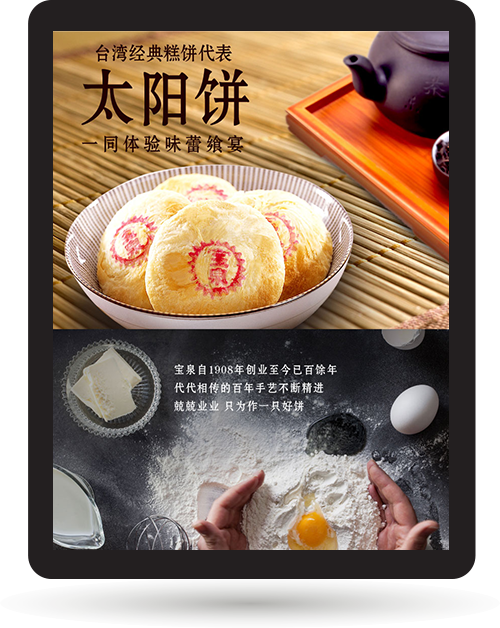 台湾经典糕饼代表
太阳饼
一同体验味蕾飨宴
宝泉
宝泉自1908年创业至今已百馀年
代代相传的百年手艺不断精进
兢兢业业 只为作一只好饼